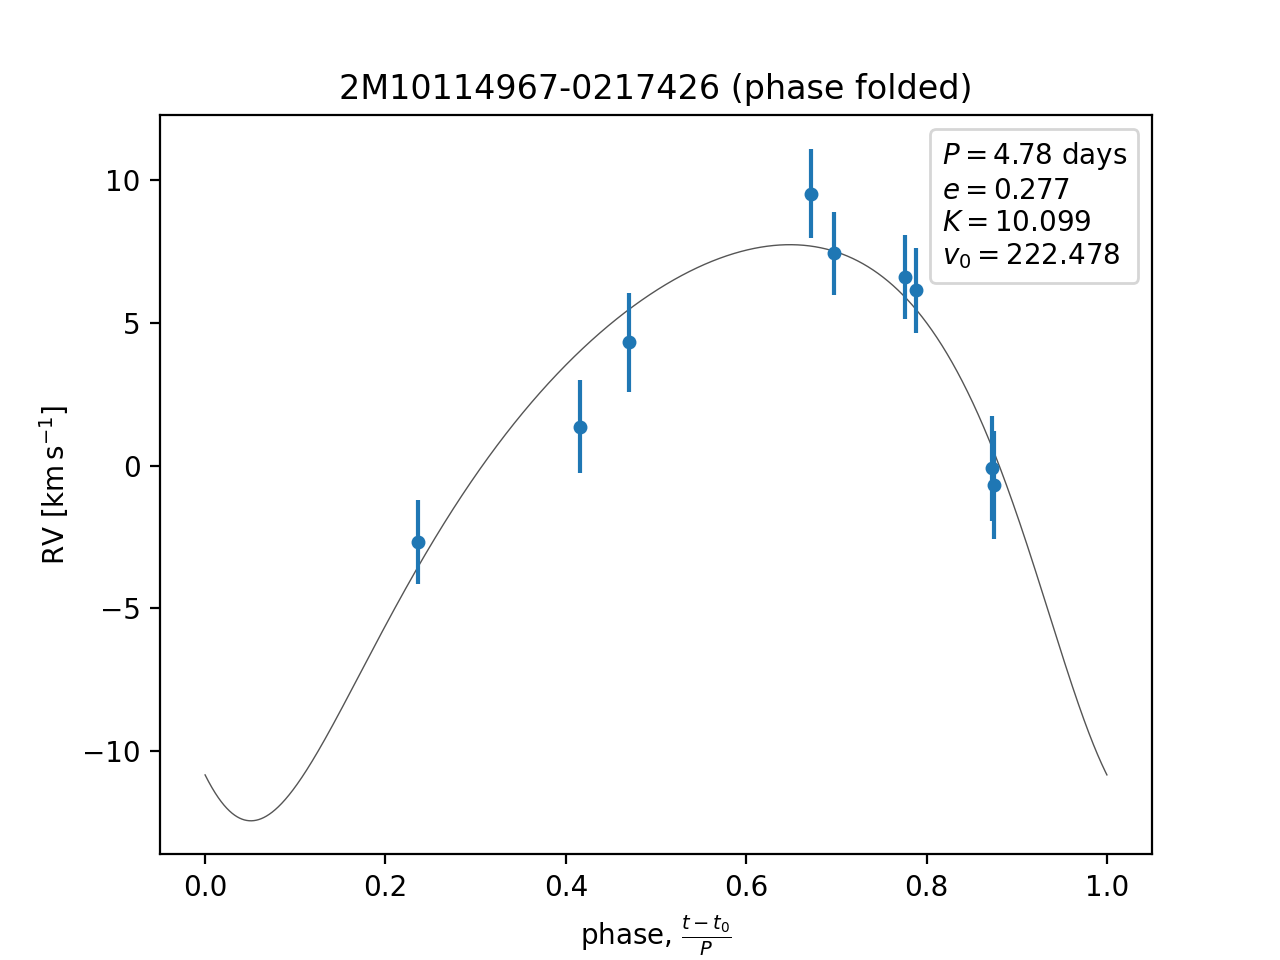 2M10114967-0217426 (phase folded)
P = 4.78 days
e = 0.277
K = 10.099
v₀ = 222.478
10
5
0
−5
−10
RV [km s⁻¹]
0.0 0.2 0.4 0.6 0.8 1.0
phase, (t − t₀)/P